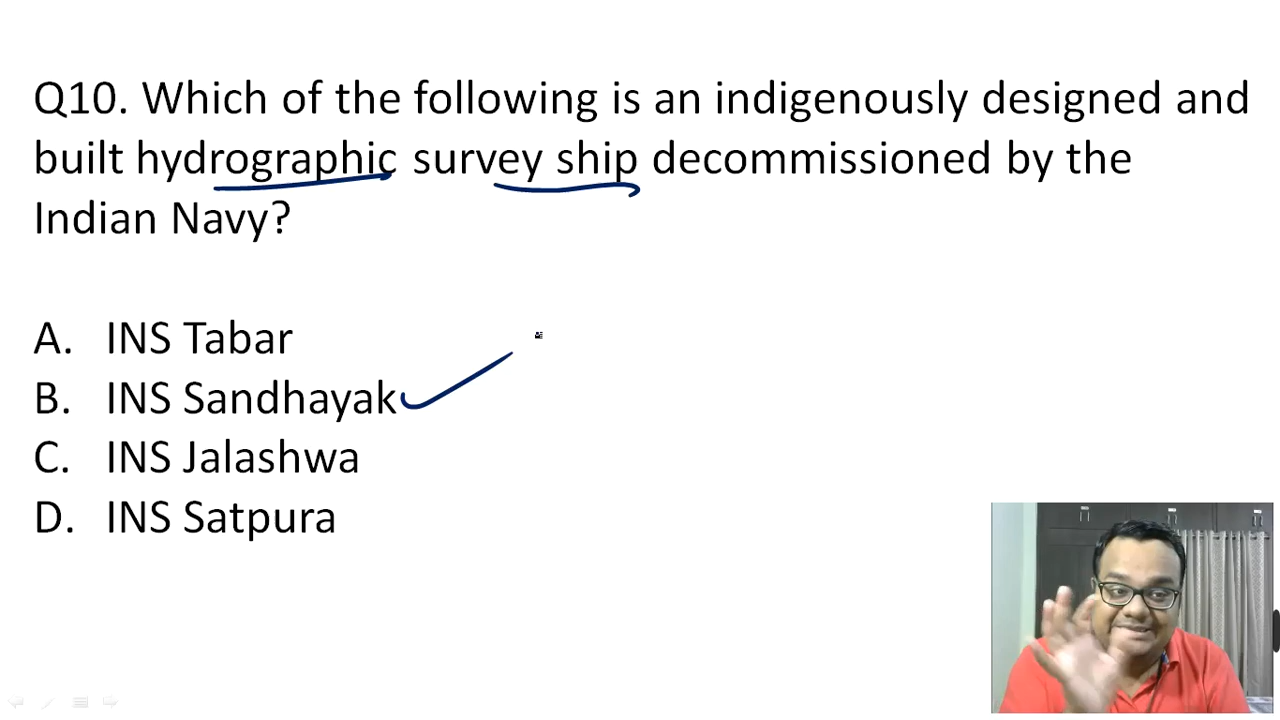 Q10. Which of the following is an indigenously designed and
built hydrographic survey ship decommissioned by the
Indian Navy?
A. INS Tabar
B. INS Sandhayak
C. INS Jalashwa
D. INS Satpura